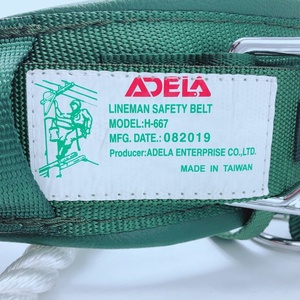 ADELA
LINEMAN SAFETY BELT
MODEL:H-667
MFG. DATE.: 082019
Producer:ADELA ENTERPRISE CO.,LTD.
MADE IN TAIWAN